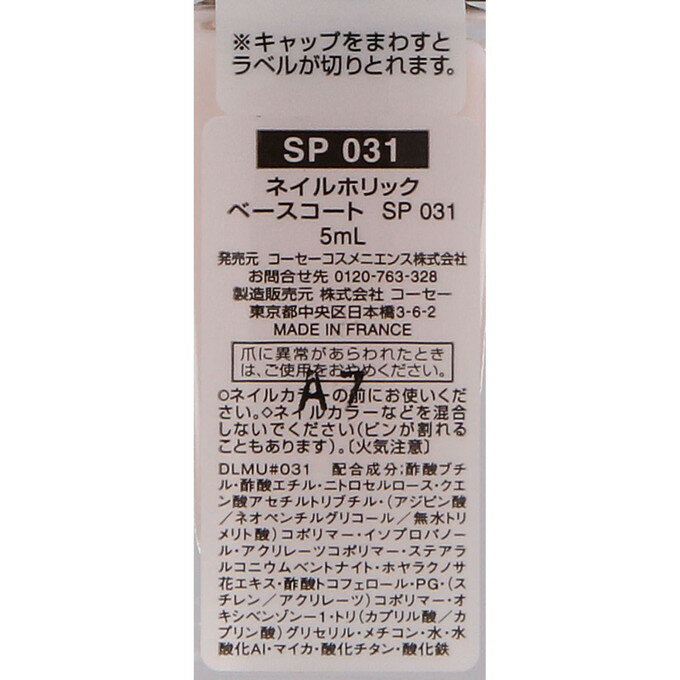 ※キャップをまわすと
ラベルが切りとれます。
SP 031
ネイルホリック
ベースコート SP 031
5mL
発売元 コーセーコスメニエンス株式会社
お問合せ先 0120-763-328
製造販売元 株式会社 コーセー
東京都中央区日本橋3-6-2
MADE IN FRANCE
爪に異常があらわれたとき
は、ご使用をおやめください。
A7
◎ネイルカ の前にお使いくだ
さい。◇ネイルカラーなどを混合
しないでください(ビンが割れる
こともあります)。〔火気注意〕
DLMU#031 配合成分;酢酸ブチ
ル・酢酸エチル・ニトロセルロース・クエ
ン酸アセチルトリブチル・(アジピン酸
/ネオペンチルグリコール/無水トリ
メリト酸)コポリマー・イソプロパノー
ル・アクリレーツコポリマー・ステアラ
ルコニウムベントナイト・ホヤラクノサ
花エキス・酢酸トコフェロール・PG・(ス
チレン/アクリレーツ)コポリマー・オ
キシベンゾン-1・トリ(カプリル酸/カ
プリン酸)グリセリル・メチコン・水・水
酸化Al・マイカ・酸化チタン・酸化鉄